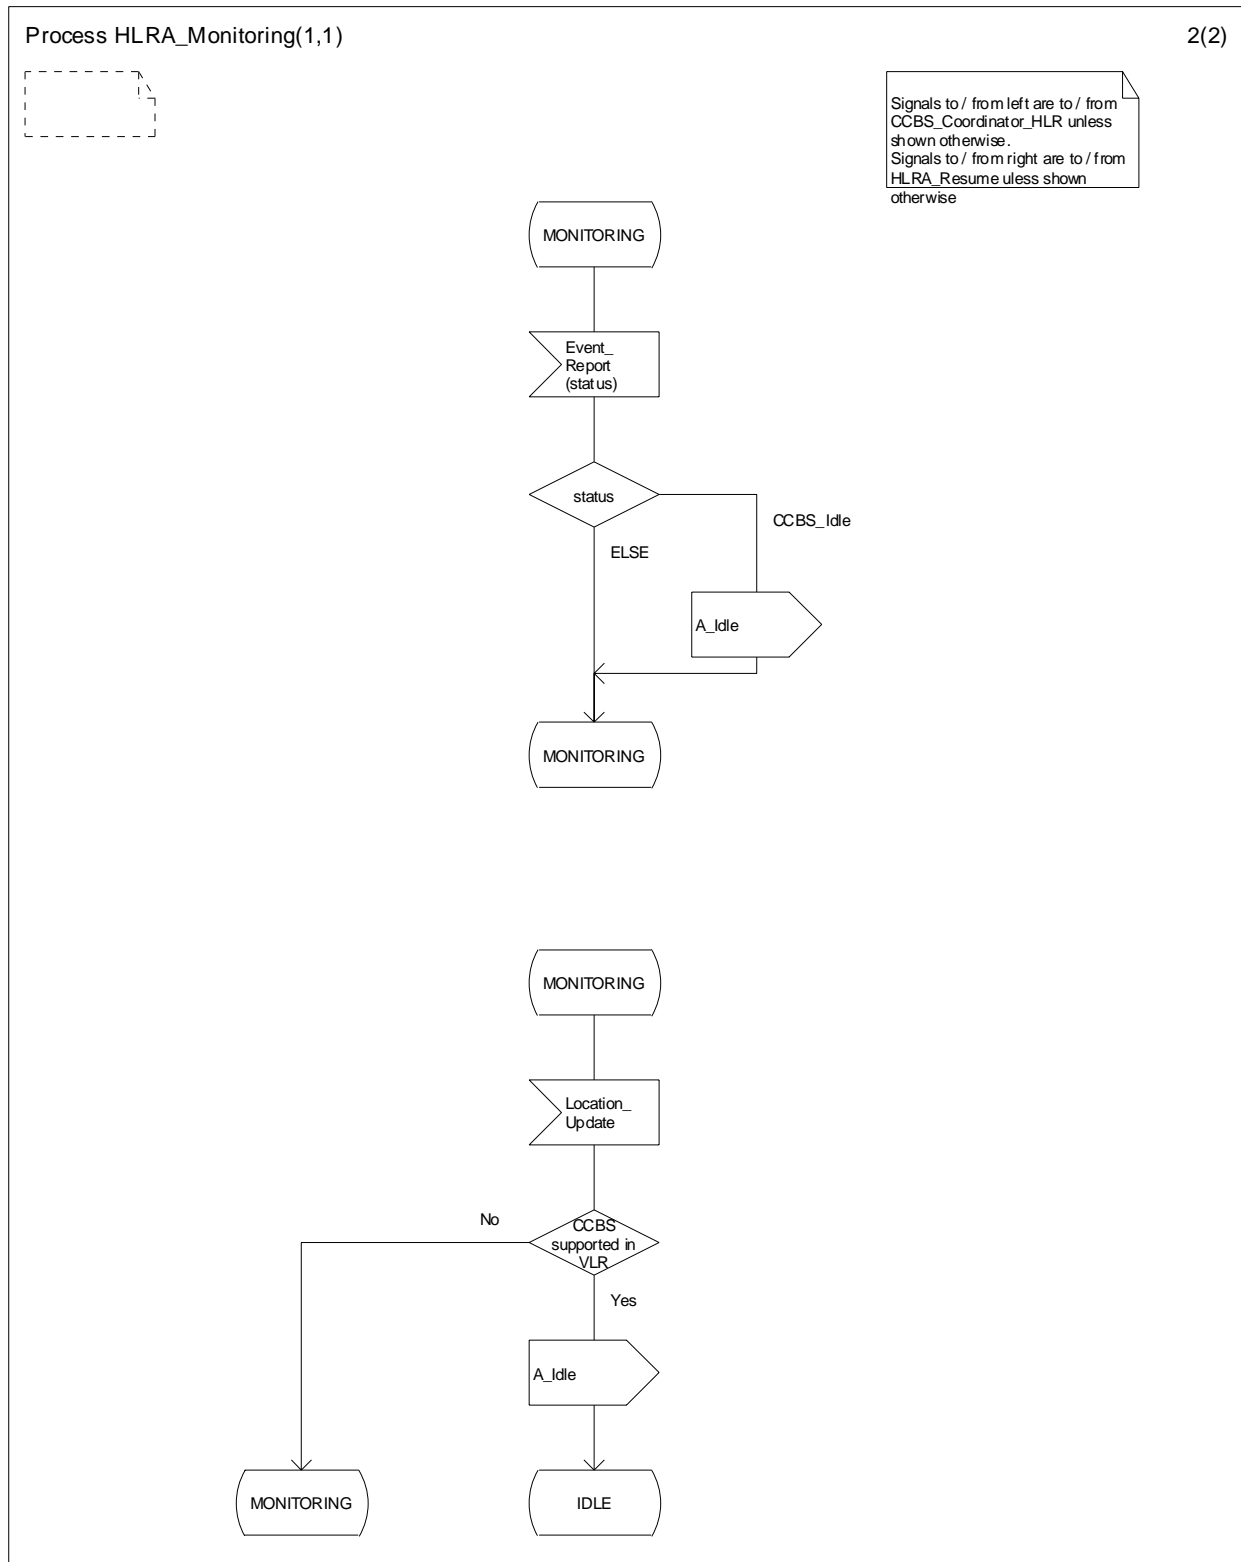 Process HLRA_Monitoring(1,1)
2(2)
Signals to / from left are to / from
CCBS_Coordinator_HLR unless
shown otherwise.
Signals to / from right are to / from
HLRA_Resume uless shown
otherwise
MONITORING
Event_
Report
(status)
status
CCBS_Idle
ELSE
A_Idle
MONITORING
MONITORING
Location_
Update
No
CCBS
supported in
VLR
Yes
A_Idle
MONITORING
IDLE